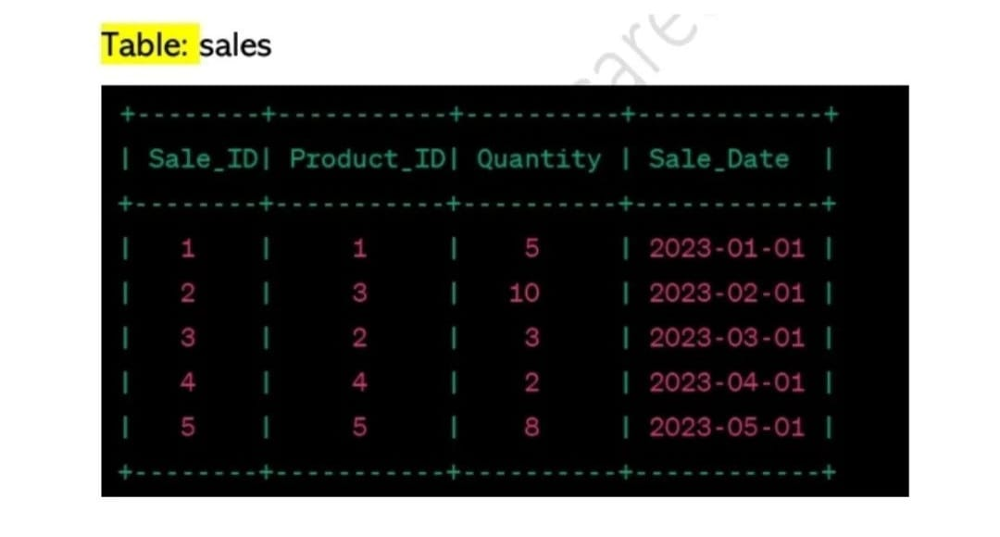 Table: sales
+--------+-----------+----------+------------+
| Sale_ID| Product_ID| Quantity | Sale_Date |
+--------+-----------+----------+------------+
| 1 | 1 | 5 | 2023-01-01 |
| 2 | 3 | 10 | 2023-02-01 |
| 3 | 2 | 3 | 2023-03-01 |
| 4 | 4 | 2 | 2023-04-01 |
| 5 | 5 | 8 | 2023-05-01 |
+--------+-----------+----------+------------+